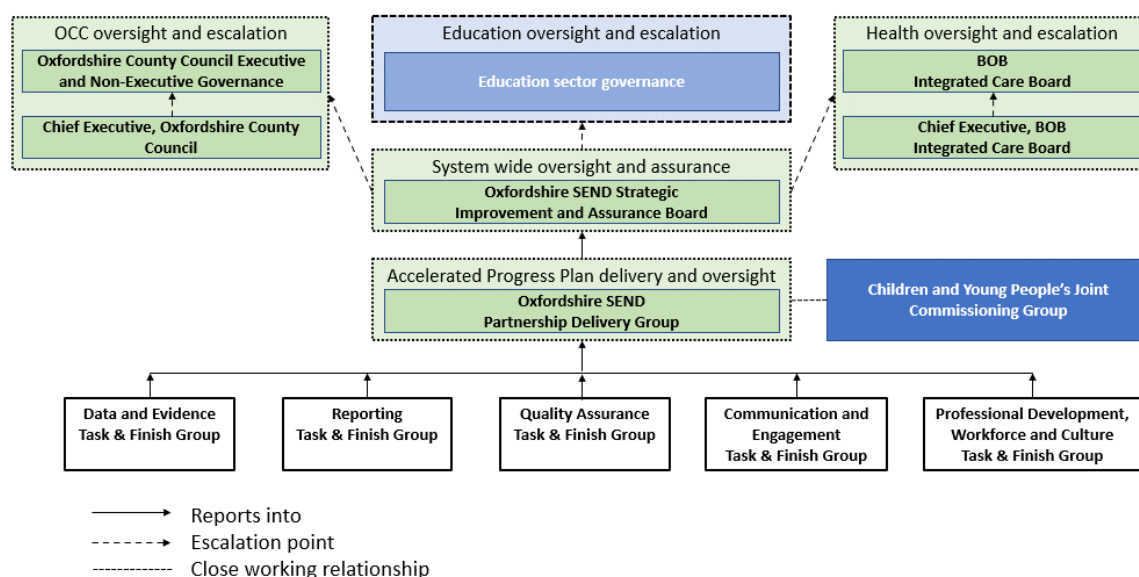 OCC oversight and escalation
Oxfordshire County Council Executive
and Non-Executive Governance
Chief Executive, Oxfordshire County
Council
Education oversight and escalation
Education sector governance
Health oversight and escalation
BOB
Integrated Care Board
Chief Executive, BOB
Integrated Care Board
System wide oversight and assurance
Oxfordshire SEND Strategic
Improvement and Assurance Board
Accelerated Progress Plan delivery and oversight
Oxfordshire SEND
Partnership Delivery Group
Children and Young People's Joint
Commissioning Group
Data and Evidence
Task & Finish Group
Reporting
Task & Finish Group
Quality Assurance
Task & Finish Group
Communication and
Engagement
Task & Finish Group
Professional Development,
Workforce and Culture
Task & Finish Group
Reports into
Escalation point
Close working relationship